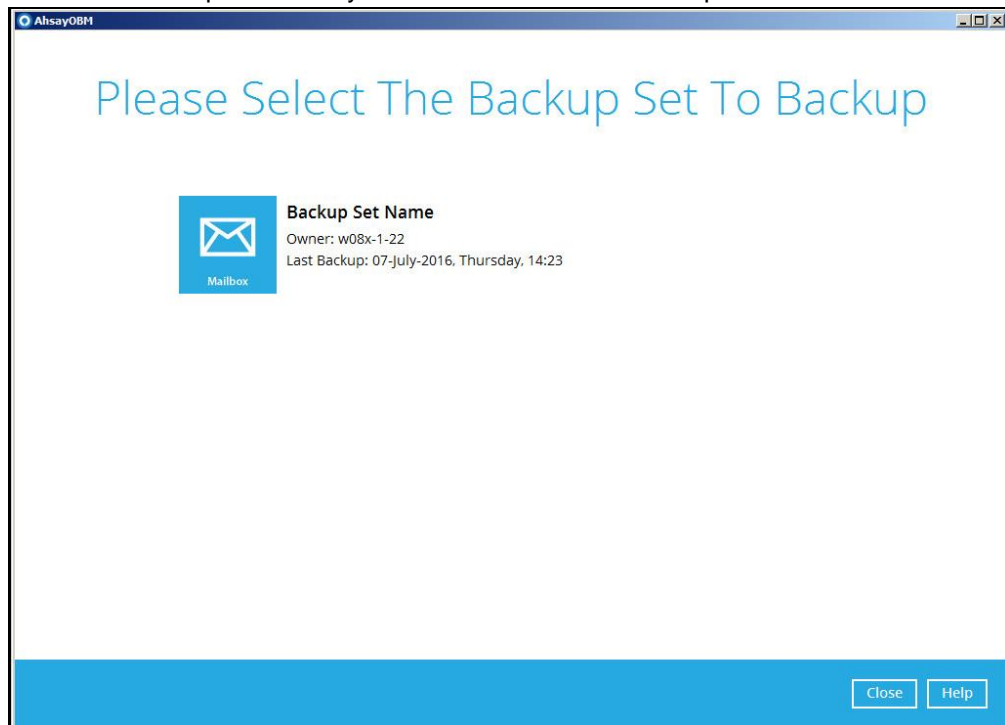 AhsayOBM
Please Select The Backup Set To Backup
Backup Set Name
Owner: w08x-1-22
Last Backup: 07-July-2016, Thursday, 14:23
Mailbox
Close Help